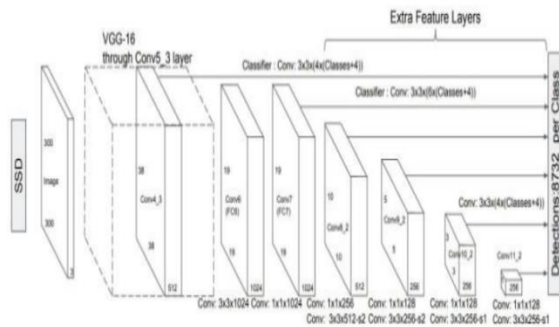 Extra Feature Layers
VGG-16
through Conv5_3 layer
Classifier : Conv: 3x3x(4x(Classes+4))
Classifier : Conv: 3x3x(6x(Classes+4))
SSD
300
Image
300
3
38
Conv4_3
38
512
19
Conv6
(FC6)
19
1024
19
Conv7
(FC7)
19
1024
10
Conv8_2
10
512
5
Conv9_2
5
256
Conv: 3x3x(4x(Classes+4))
3
Conv10_2
3
256
Conv11_2
256
Detections:8732 per Class
Conv: 3x3x1024
Conv: 1x1x1024
Conv: 1x1x256
Conv: 3x3x512-s2
Conv: 1x1x128
Conv: 3x3x256-s2
Conv: 1x1x128
Conv: 3x3x256-s1
Conv: 1x1x128
Conv: 3x3x256-s1